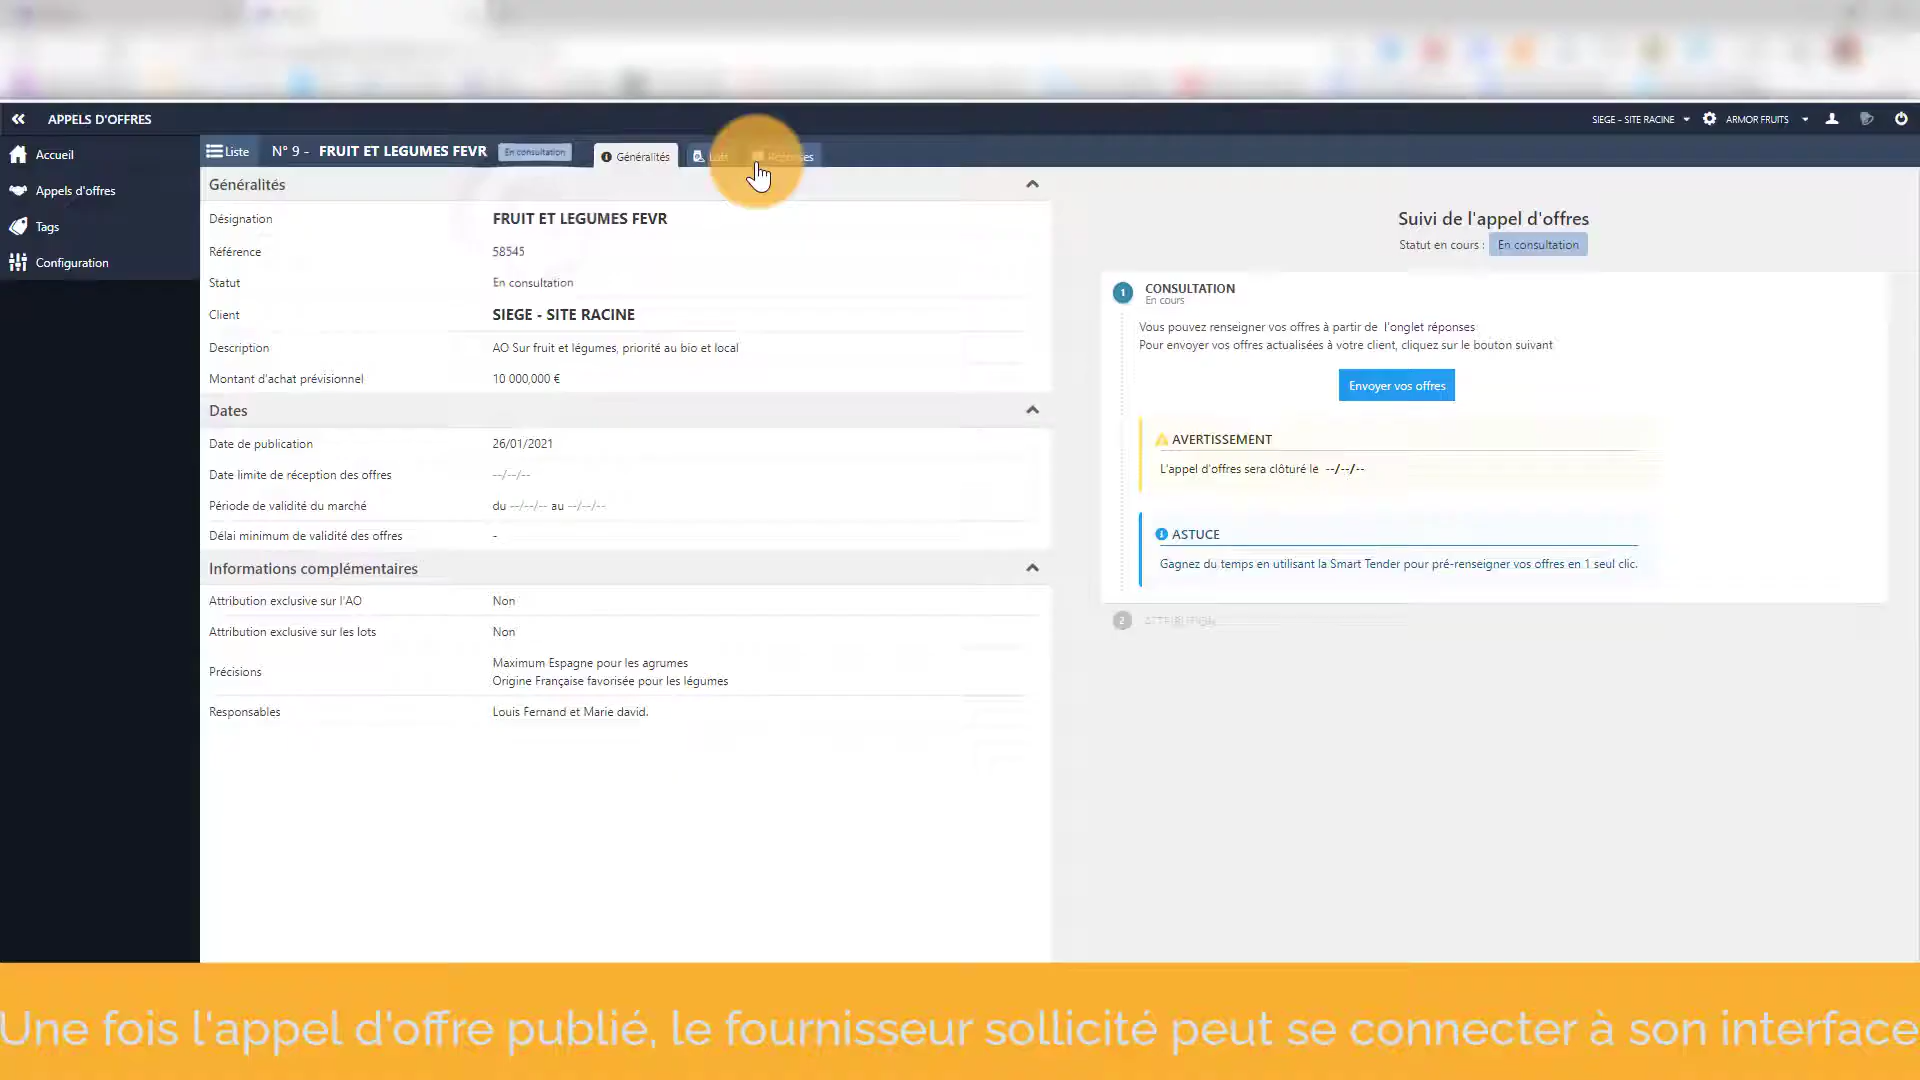 APPELS D'OFFRES
SIEGE - SITE RACINE
ARMOR FRUITS
Accueil
Appels d'offres
Tags
Configuration
Liste
N° 9 - FRUIT ET LEGUMES FEVR
En consultation
Généralités
Lots
Réponses
Généralités
Désignation FRUIT ET LEGUMES FEVR
Référence 58545
Statut En consultation
Client SIEGE - SITE RACINE
Description AO Sur fruit et légumes, priorité au bio et local
Montant d'achat prévisionnel 10 000,000 €
Dates
Date de publication 26/01/2021
Date limite de réception des offres --/--/--
Période de validité du marché du --/--/-- au --/--/--
Délai minimum de validité des offres -
Informations complémentaires
Attribution exclusive sur l'AO Non
Attribution exclusive sur les lots Non
Précisions Maximum Espagne pour les agrumes
Origine Française favorisée pour les légumes
Responsables Louis Fernand et Marie david.
Suivi de l'appel d'offres
Statut en cours : En consultation
1 CONSULTATION
En cours
Vous pouvez renseigner vos offres à partir de l'onglet réponses
Pour envoyer vos offres actualisées à votre client, cliquez sur le bouton suivant
Envoyer vos offres
AVERTISSEMENT
L'appel d'offres sera clôturé le --/--/--
ASTUCE
Gagnez du temps en utilisant la Smart Tender pour pré-renseigner vos offres en 1 seul clic.
2 ATTRIBUTION
Une fois l'appel d'offre publié, le fournisseur sollicité peut se connecter à son interface